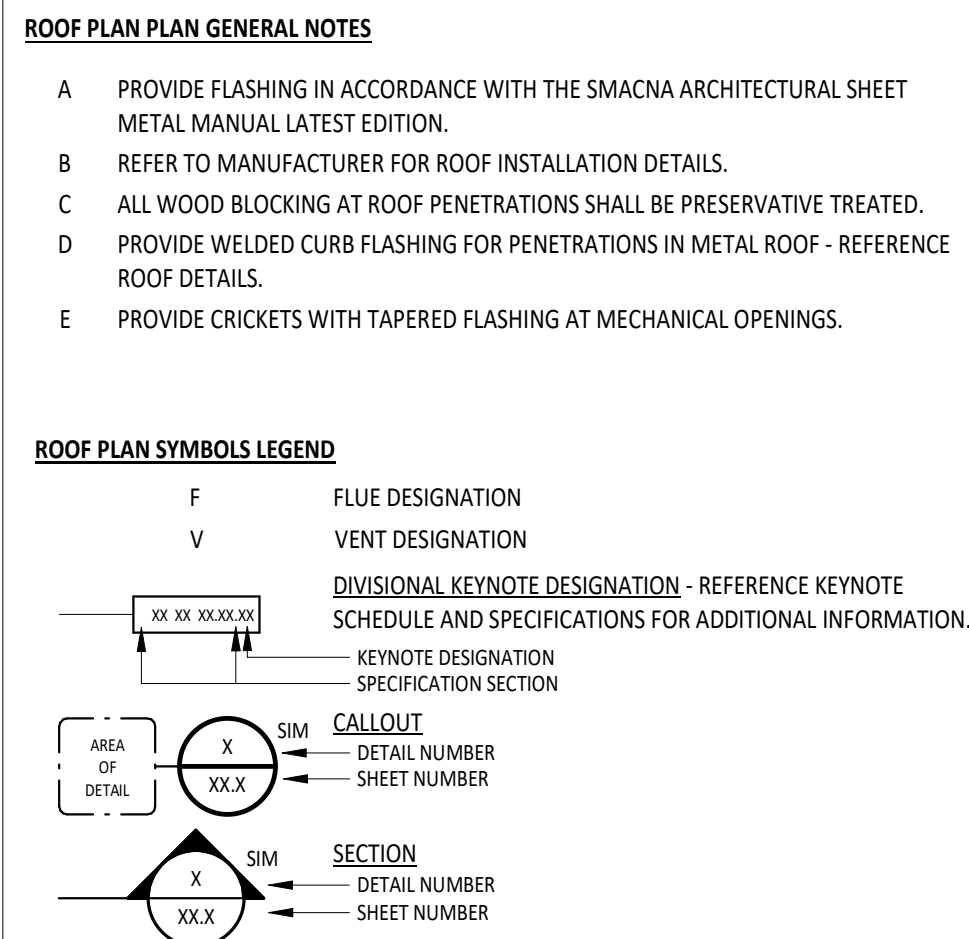 ROOF PLAN PLAN GENERAL NOTES
A PROVIDE FLASHING IN ACCORDANCE WITH THE SMACNA ARCHITECTURAL SHEET
METAL MANUAL LATEST EDITION.
B REFER TO MANUFACTURER FOR ROOF INSTALLATION DETAILS.
C ALL WOOD BLOCKING AT ROOF PENETRATIONS SHALL BE PRESERVATIVE TREATED.
D PROVIDE WELDED CURB FLASHING FOR PENETRATIONS IN METAL ROOF - REFERENCE
ROOF DETAILS.
E PROVIDE CRICKETS WITH TAPERED FLASHING AT MECHANICAL OPENINGS.
ROOF PLAN SYMBOLS LEGEND
F FLUE DESIGNATION
V VENT DESIGNATION
DIVISIONAL KEYNOTE DESIGNATION - REFERENCE KEYNOTE
XX XX XX.XX.XX SCHEDULE AND SPECIFICATIONS FOR ADDITIONAL INFORMATION.
KEYNOTE DESIGNATION
SPECIFICATION SECTION
SIM CALLOUT
AREA
OF
DETAIL
X DETAIL NUMBER
XX.X SHEET NUMBER
SIM SECTION
X DETAIL NUMBER
XX.X SHEET NUMBER